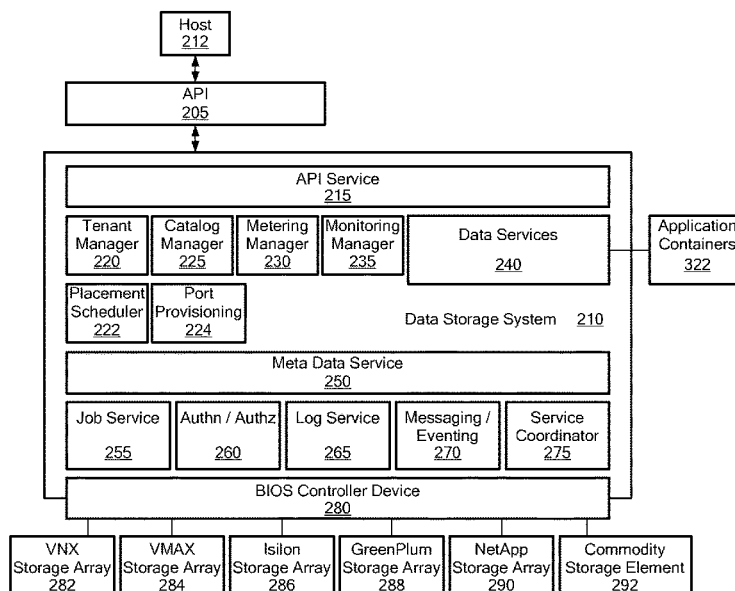 Host
212
API
205
API Service
215
Tenant Manager 220
Catalog Manager 225
Metering Manager 230
Monitoring Manager 235
Data Services 240
Application Containers 322
Placement Scheduler 222
Port Provisioning 224
Data Storage System 210
Meta Data Service
250
Job Service 255
Authn / Authz 260
Log Service 265
Messaging / Eventing 270
Service Coordinator 275
BIOS Controller Device
280
VNX Storage Array 282
VMAX Storage Array 284
Isilon Storage Array 286
GreenPlum Storage Array 288
NetApp Storage Array 290
Commodity Storage Element 292